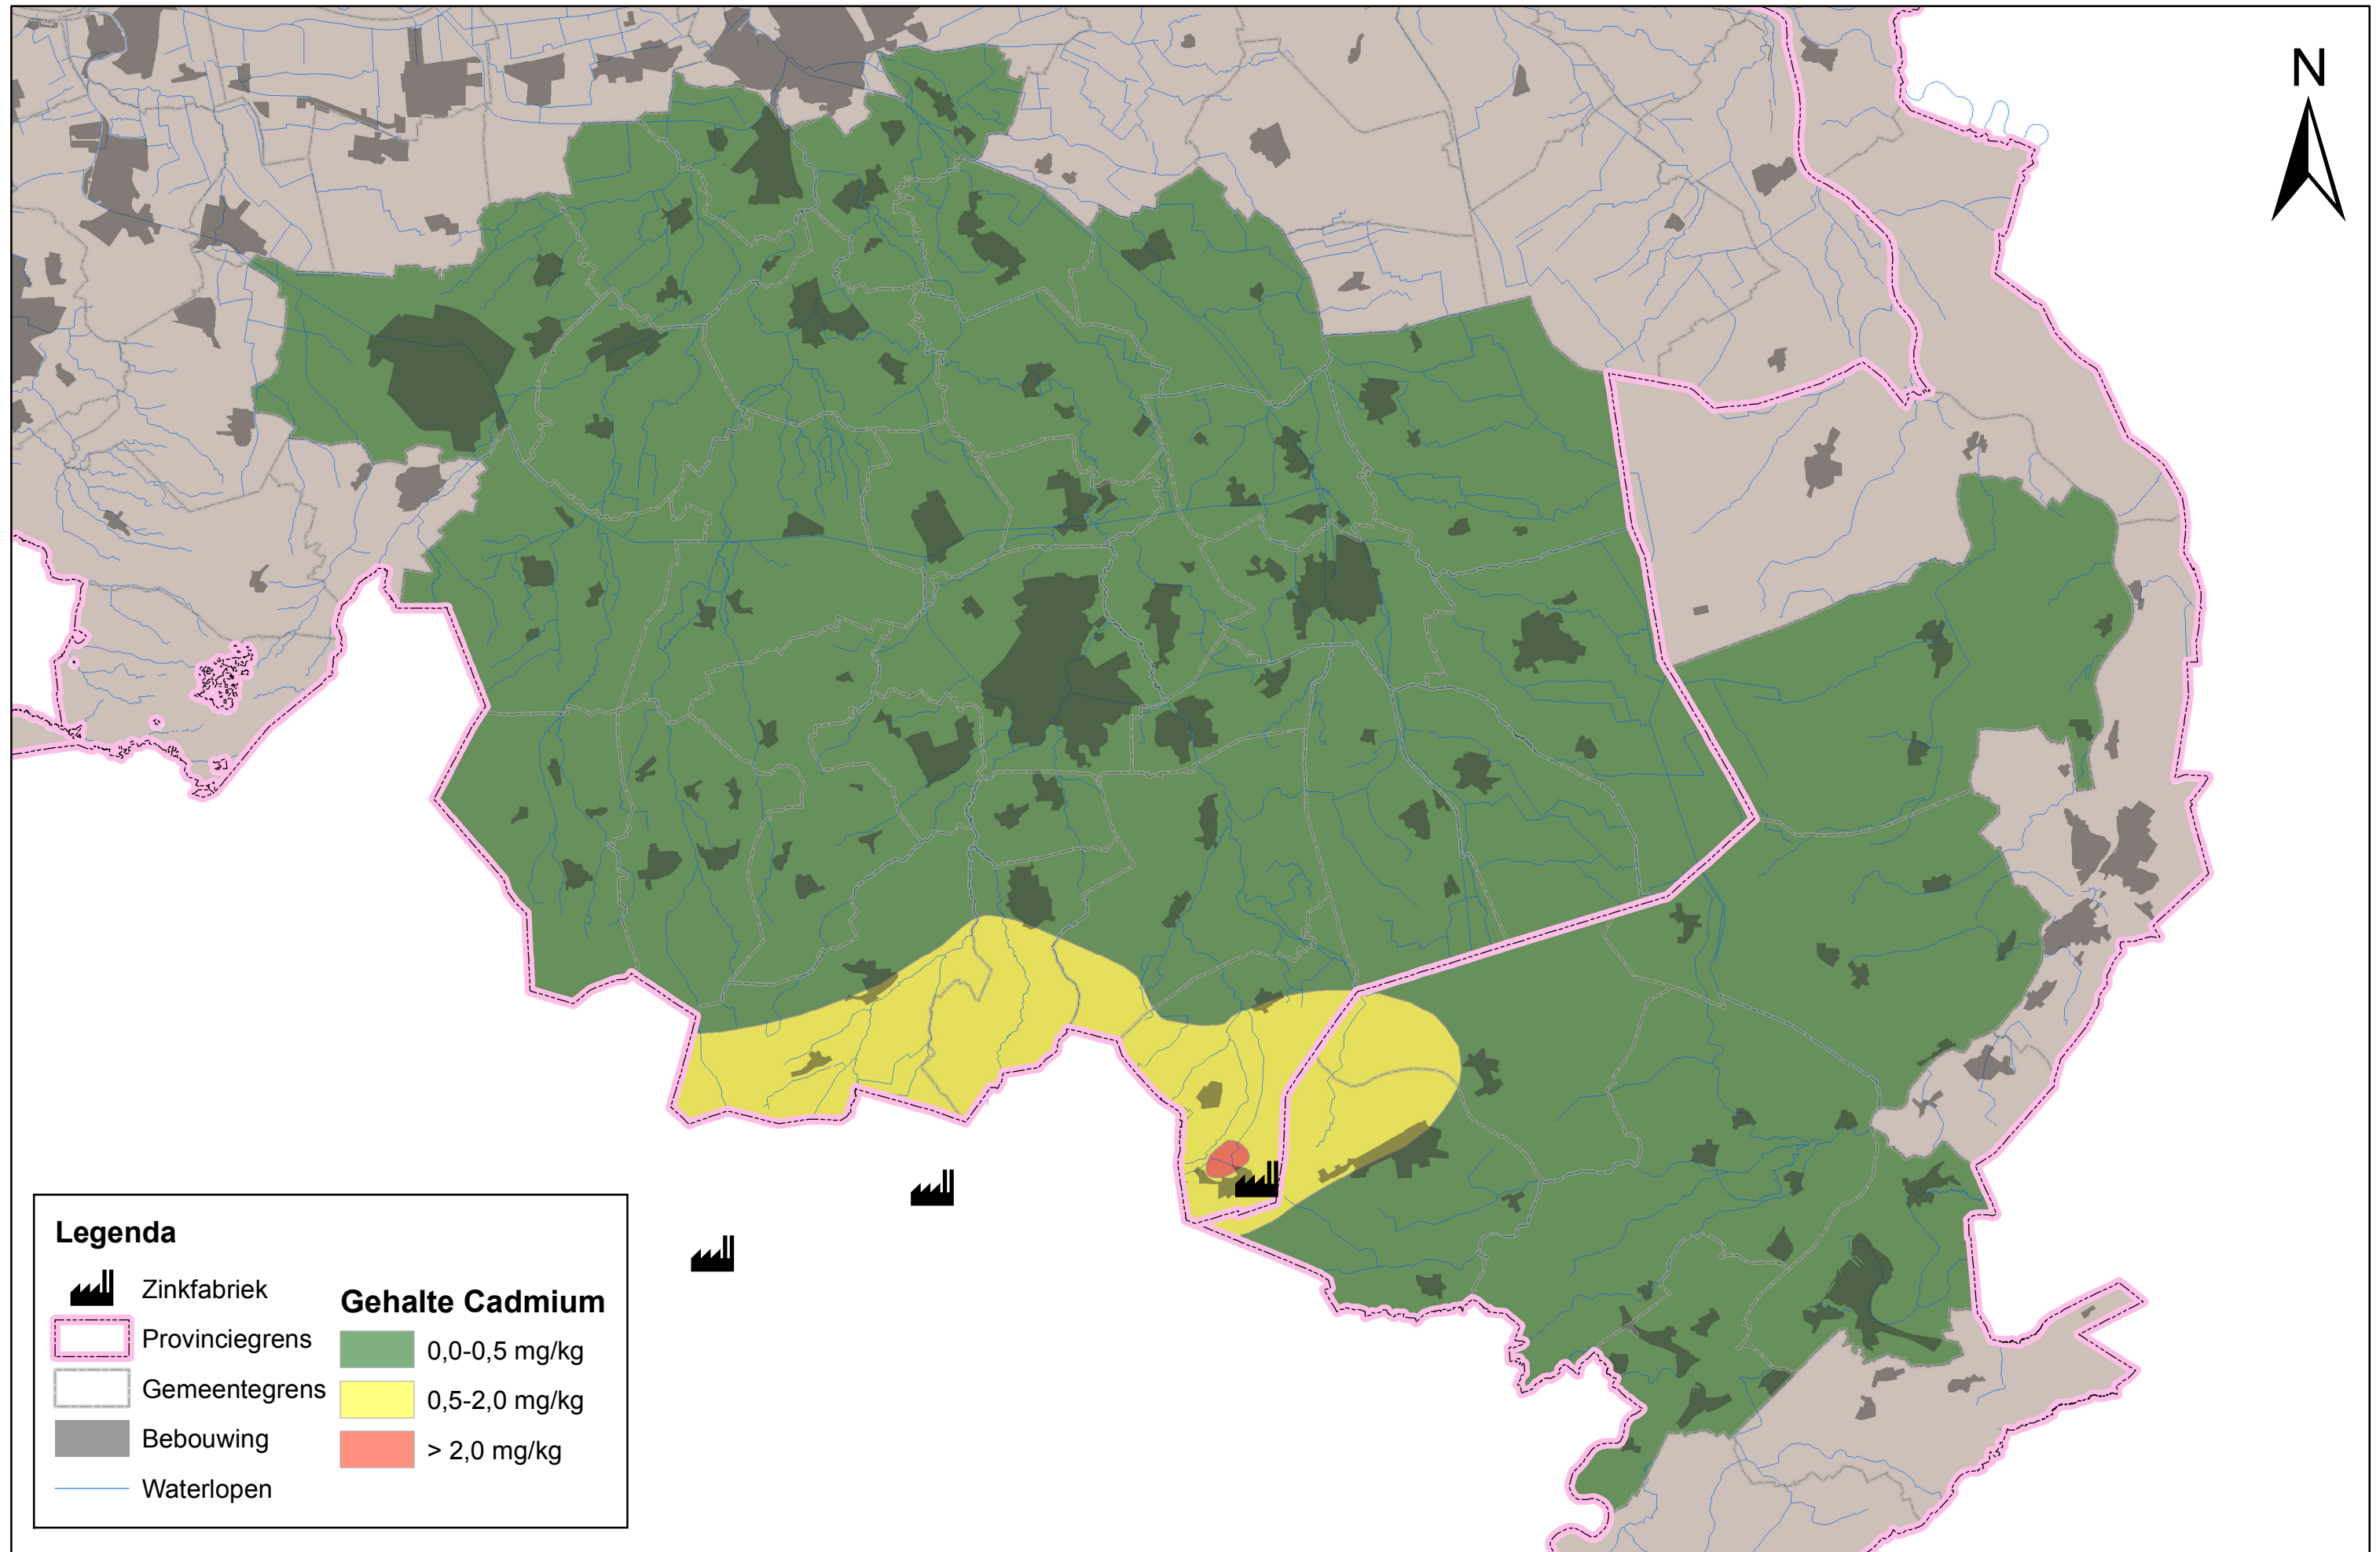 N
Legenda
Zinkfabriek
Provinciegrens
Gemeentegrens
Bebouwing
Waterlopen
Gehalte Cadmium
0,0-0,5 mg/kg
0,5-2,0 mg/kg
> 2,0 mg/kg